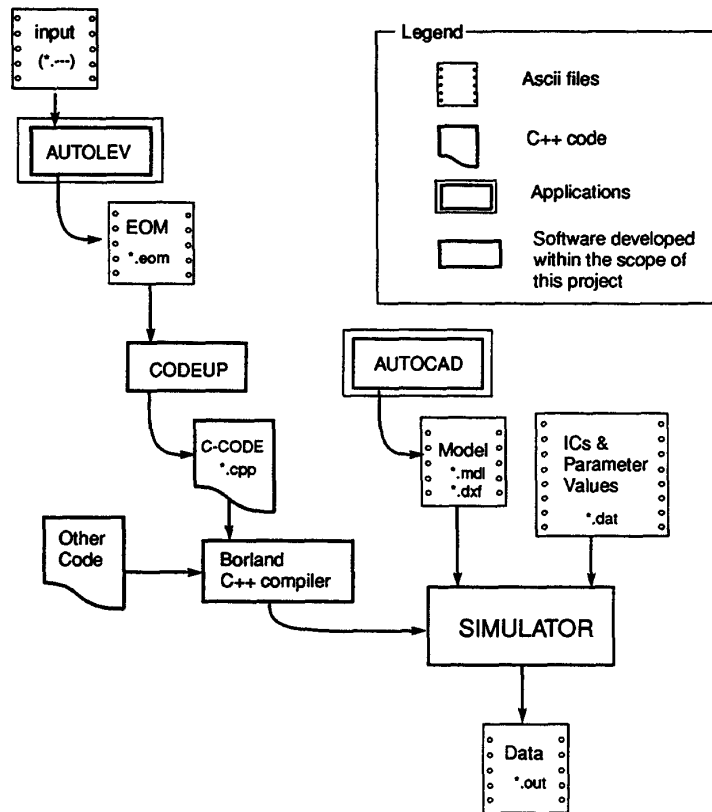 input
(*.---)
AUTOLEV
EOM
*.eom
CODEUP
C-CODE
*.cpp
Other
Code
Borland
C++ compiler
AUTOCAD
Model
*.mdl
*.dxf
ICs &
Parameter
Values
*.dat
SIMULATOR
Data
*.out
Legend
Ascii files
C++ code
Applications
Software developed
within the scope of
this project